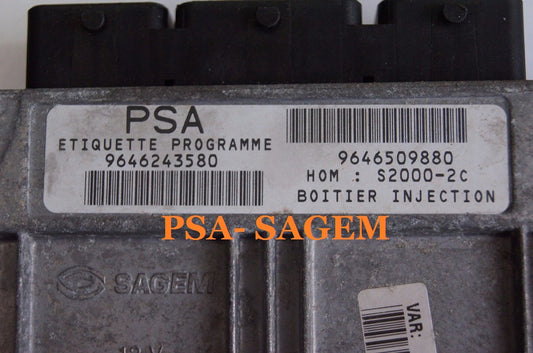 PSA
ETIQUETTE PROGRAMME
9646243580
9646509880
HOM : S2000-2C
BOITIER INJECTION
PSA- SAGEM
SAGEM
VAR: